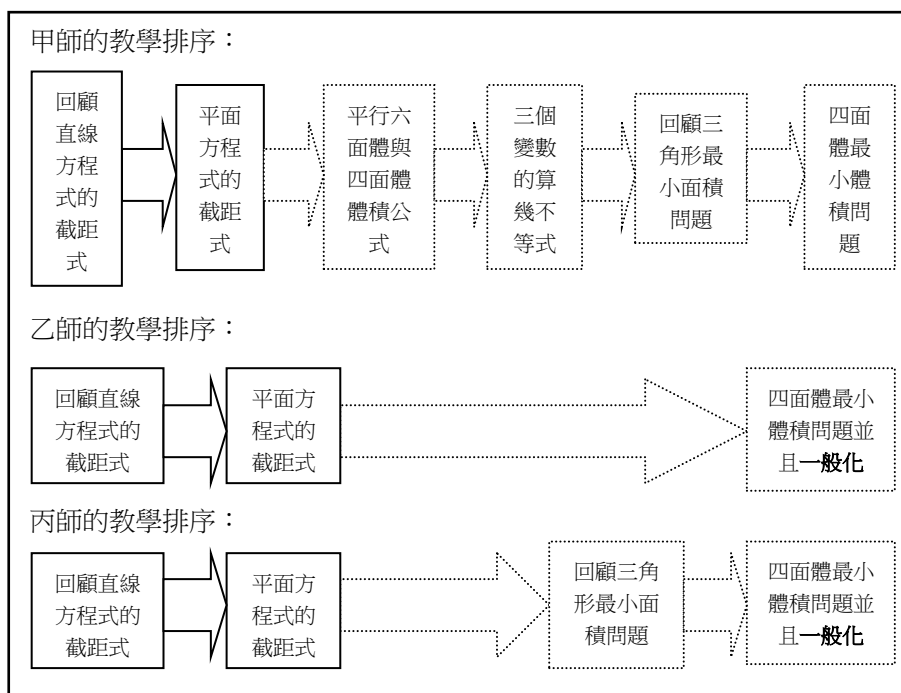 甲師的教學排序：
回顧
直線
方程
式的
截距
式
平面
方程
式的
截距
式
平行六
面體與
四面體
體積公
式
三個
變數
的算
幾不
等式
回顧三
角形最
小面積
問題
四面
體最
小體
積問
題
乙師的教學排序：
回顧直線
方程式的
截距式
平面方
程式的
截距式
四面體最小
體積問題並
且一般化
丙師的教學排序：
回顧直線
方程式的
截距式
平面方
程式的
截距式
回顧三角
形最小面
積問題
四面體最小
體積問題並
且一般化